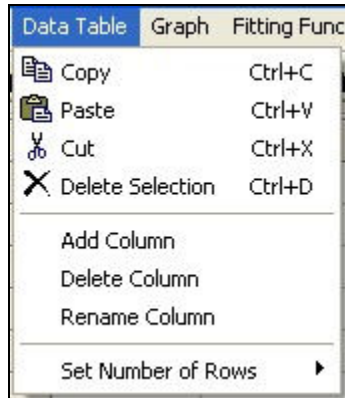 Data Table Graph Fitting Func
Copy Ctrl+C
Paste Ctrl+V
Cut Ctrl+X
Delete Selection Ctrl+D
Add Column
Delete Column
Rename Column
Set Number of Rows